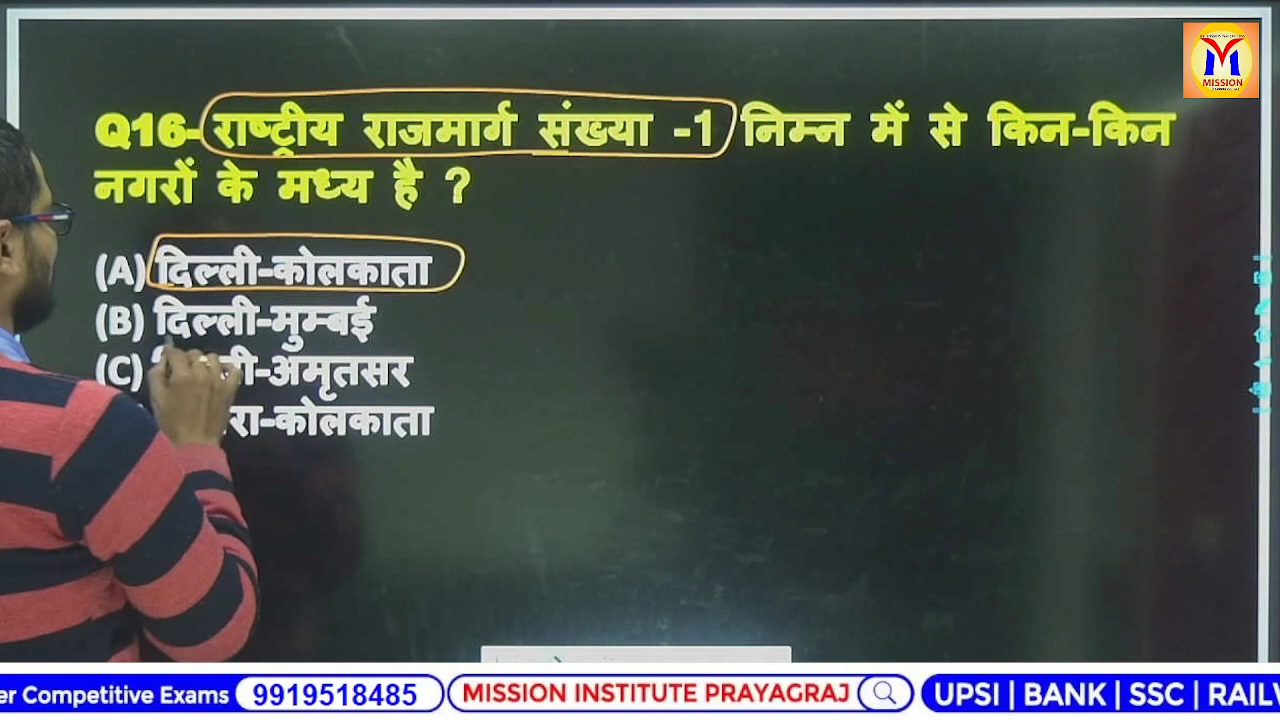 MISSION
Q16- राष्ट्रीय राजमार्ग संख्या -1 निम्न में से किन-किन
नगरों के मध्य है ?
(A) दिल्ली-कोलकाता
(B) दिल्ली-मुम्बई
(C) -अमृतसर
-कोलकाता
er Competitive Exams 9919518485 MISSION INSTITUTE PRAYAGRAJ UPSI | BANK | SSC | RAILW